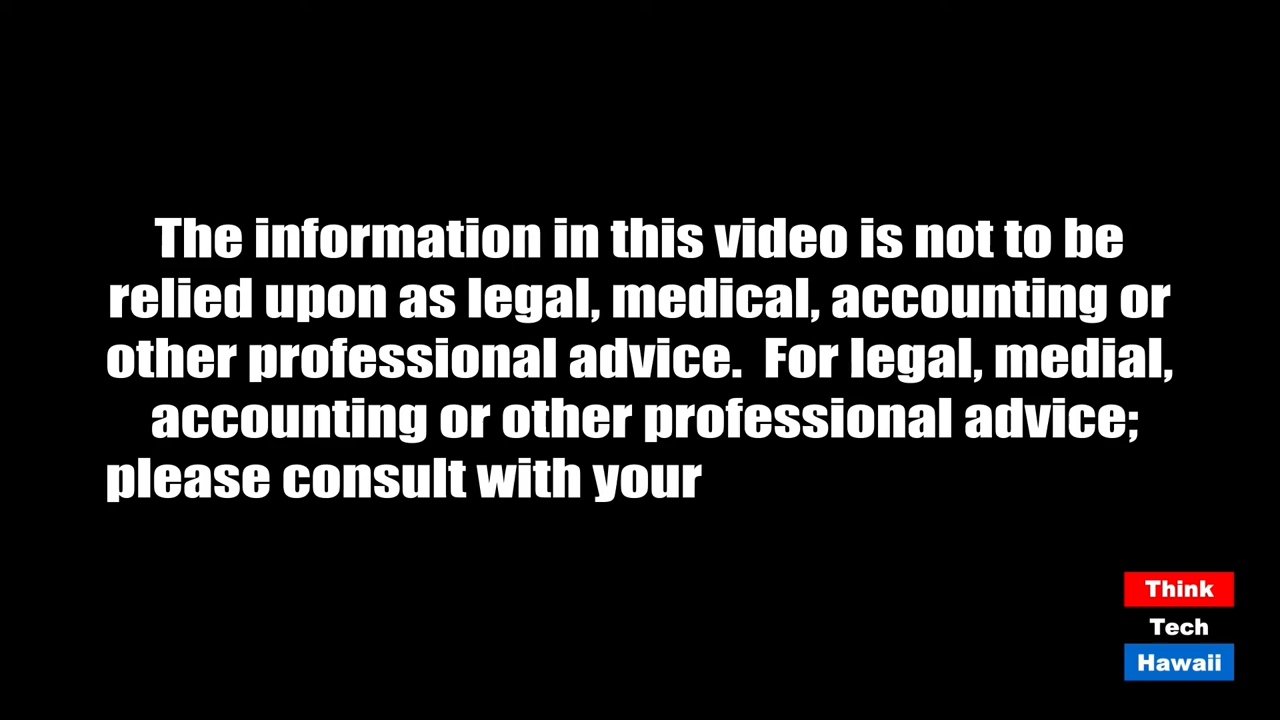 The information in this video is not to be
relied upon as legal, medical, accounting or
other professional advice.  For legal, medial,
accounting or other professional advice;
please consult with your
Think
Tech
Hawaii